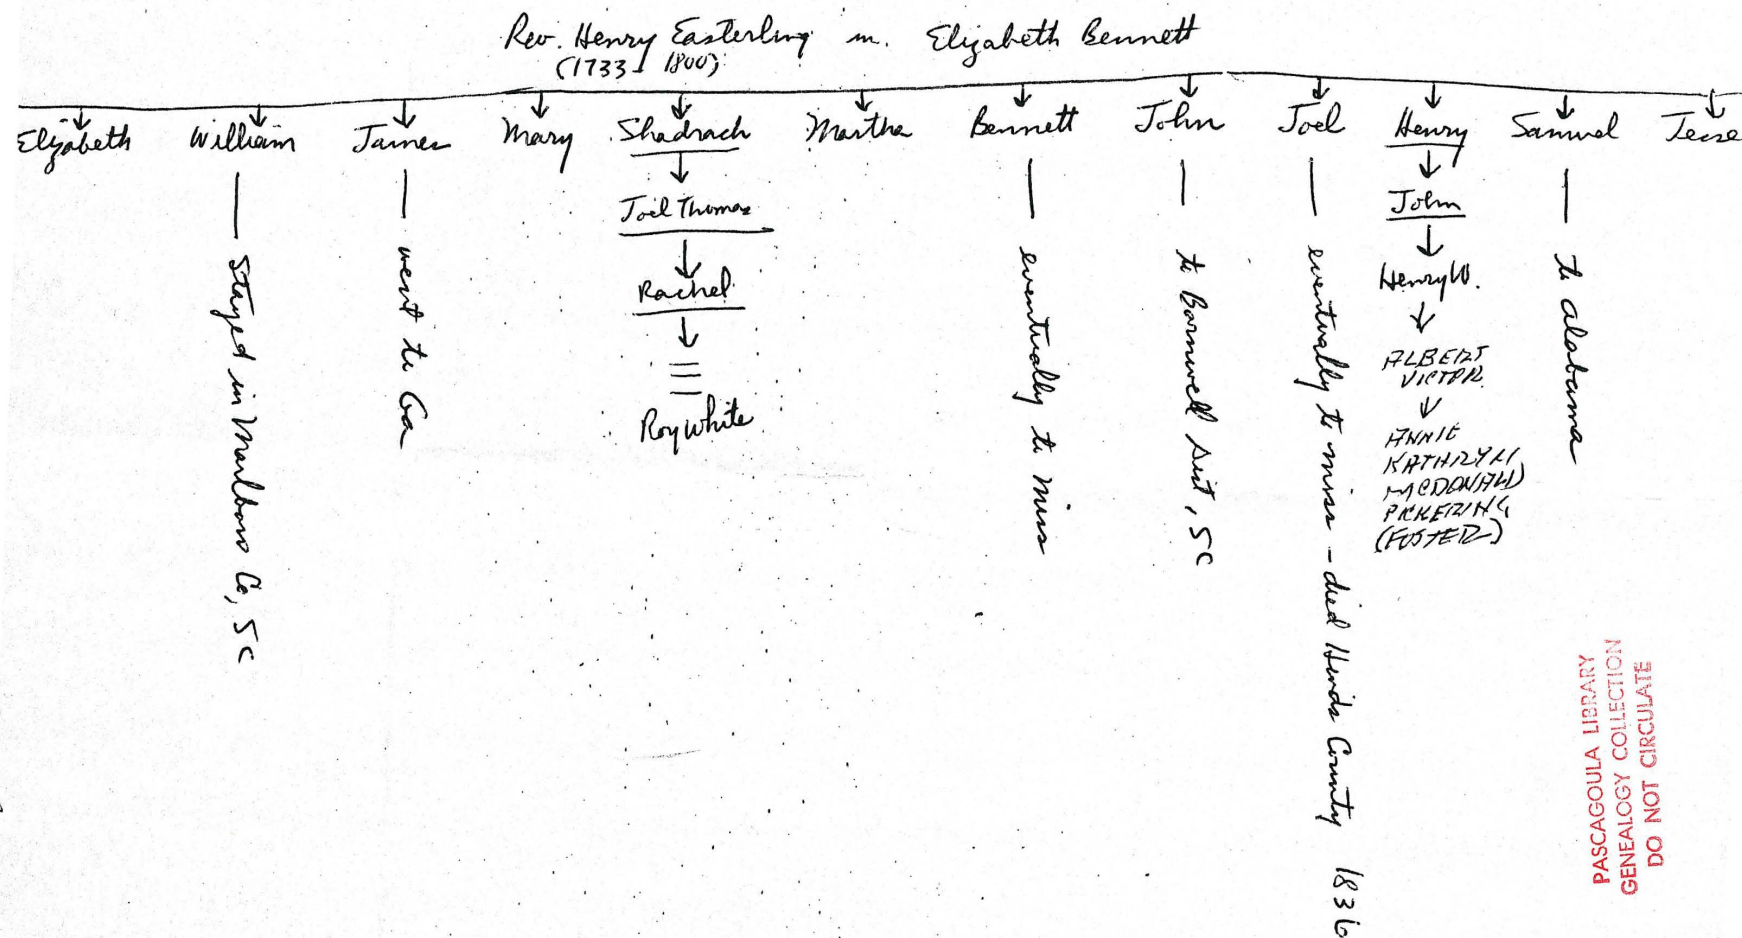 Rev. Henry Easterling m. Elizabeth Bennett
(1733 - 1800)
Elizabeth William James Mary Shadrach Martha Bennett John Joel Henry Samuel Jesse
Stayed in Marlboro Co, SC
went to Ga
Joel Thomas
Rachel
Roy White
eventually to Miss
to Barnwell Dist, SC
eventually to miss - died Hinds County 1836
John
Henry W.
ALBERT
VICTOR
ANNIE
KATHRYN
MCDONALD
PICKERING
(FOSTER)
to alabama
PASCAGOULA LIBRARY
GENEALOGY COLLECTION
DO NOT CIRCULATE